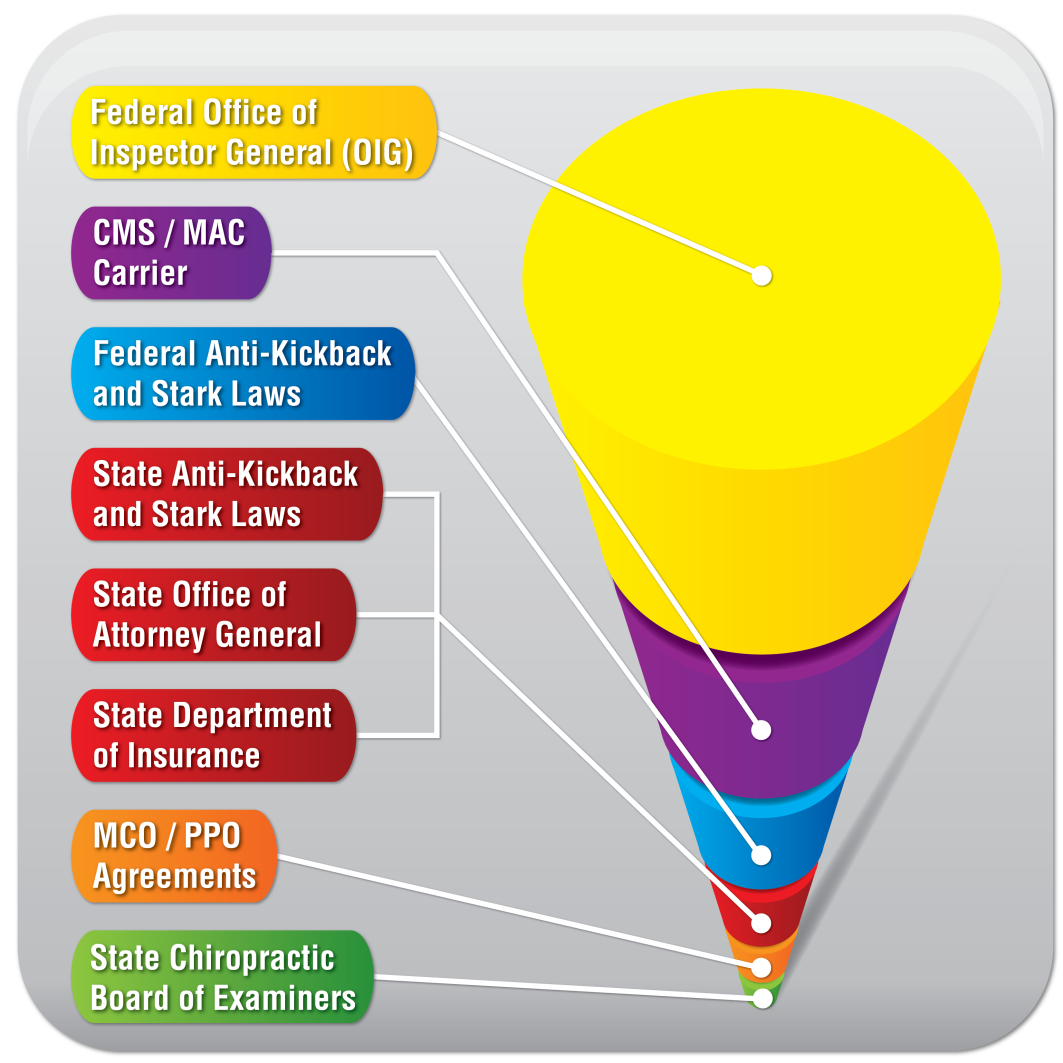 Federal Office of
Inspector General (OIG)
CMS / MAC
Carrier
Federal Anti-Kickback
and Stark Laws
State Anti-Kickback
and Stark Laws
State Office of
Attorney General
State Department
of Insurance
MCO / PPO
Agreements
State Chiropractic
Board of Examiners